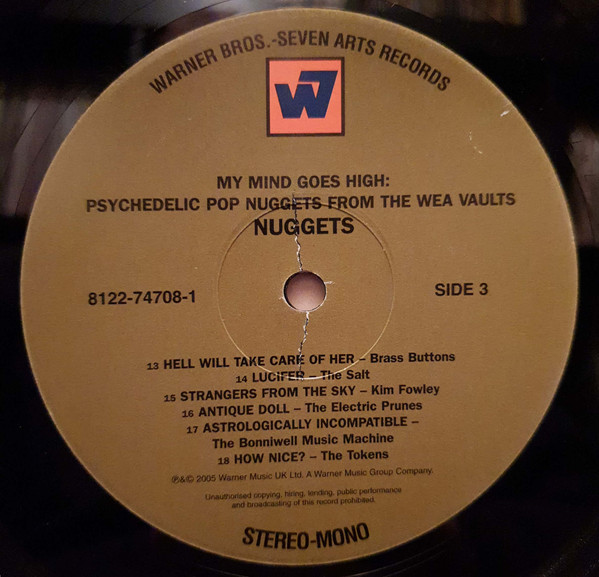 WARNER BROS.-SEVEN ARTS RECORDS
W7
MY MIND GOES HIGH:
PSYCHEDELIC POP NUGGETS FROM THE WEA VAULTS
NUGGETS
8122-74708-1
SIDE 3
13 HELL WILL TAKE CARE OF HER – Brass Buttons
14 LUCIFER – The Salt
15 STRANGERS FROM THE SKY – Kim Fowley
16 ANTIQUE DOLL – The Electric Prunes
17 ASTROLOGICALLY INCOMPATIBLE –
The Bonniwell Music Machine
18 HOW NICE? – The Tokens
℗&© 2005 Warner Music UK Ltd. A Warner Music Group Company.
Unauthorised copying, hiring, lending, public performance
and broadcasting of this record prohibited.
STEREO-MONO